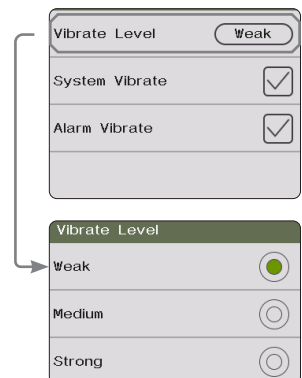 Vibrate Level Weak
System Vibrate
Alarm Vibrate
Vibrate Level
Weak
Medium
Strong